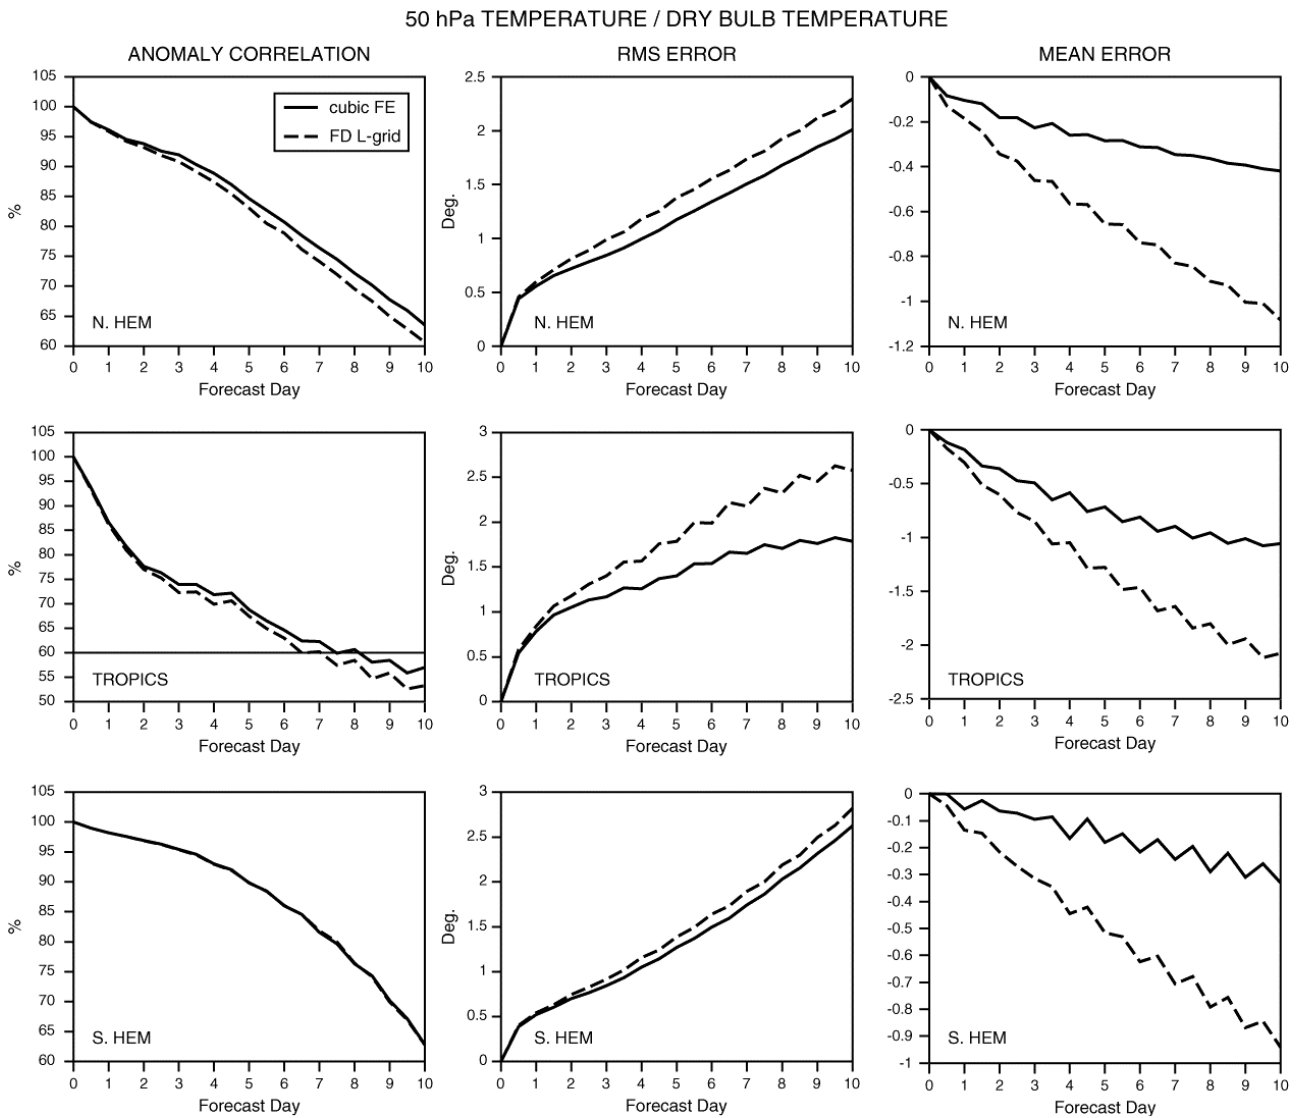 50 hPa TEMPERATURE / DRY BULB TEMPERATURE
ANOMALY CORRELATION
105
100
95
90
85
80
75
70
65
60
%
cubic FE
FD L-grid
N. HEM
0 1 2 3 4 5 6 7 8 9 10
Forecast Day
RMS ERROR
2.5
2
1.5
1
0.5
0
Deg.
N. HEM
0 1 2 3 4 5 6 7 8 9 10
Forecast Day
MEAN ERROR
0
-0.2
-0.4
-0.6
-0.8
-1
-1.2
N. HEM
0 1 2 3 4 5 6 7 8 9 10
Forecast Day
105
100
95
90
85
80
75
70
65
60
55
50
%
TROPICS
0 1 2 3 4 5 6 7 8 9 10
Forecast Day
3
2.5
2
1.5
1
0.5
0
Deg.
TROPICS
0 1 2 3 4 5 6 7 8 9 10
Forecast Day
0
-0.5
-1
-1.5
-2
-2.5
TROPICS
0 1 2 3 4 5 6 7 8 9 10
Forecast Day
105
100
95
90
85
80
75
70
65
60
%
S. HEM
0 1 2 3 4 5 6 7 8 9 10
Forecast Day
3
2.5
2
1.5
1
0.5
0
Deg.
S. HEM
0 1 2 3 4 5 6 7 8 9 10
Forecast Day
0
-0.1
-0.2
-0.3
-0.4
-0.5
-0.6
-0.7
-0.8
-0.9
-1
S. HEM
0 1 2 3 4 5 6 7 8 9 10
Forecast Day